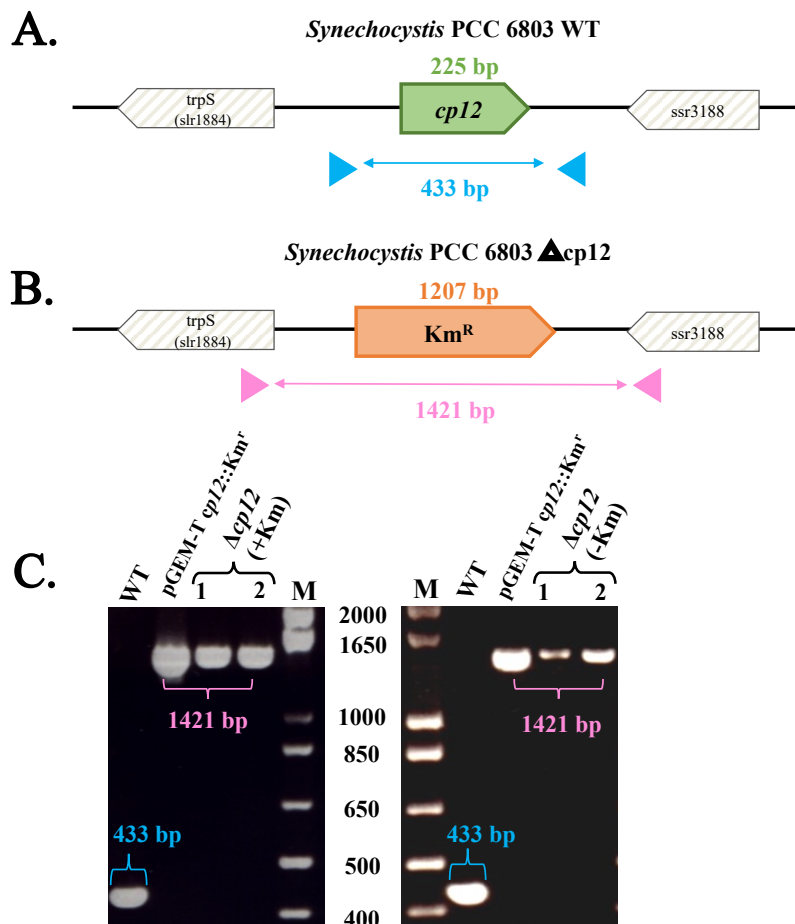 A.
Synechocystis PCC 6803 WT
225 bp
trpS
(slr1884)
cp12
ssr3188
433 bp
B.
Synechocystis PCC 6803 Δcp12
1207 bp
trpS
(slr1884)
Kmᴿ
ssr3188
1421 bp
C.
WT
pGEM-T cp12::Kmʳ
Δcp12
(+Km)
1
2
M
M
WT
pGEM-T cp12::Kmʳ
Δcp12
(-Km)
1
2
2000
1650
1421 bp
1000
1421 bp
850
650
433 bp
433 bp
500
400